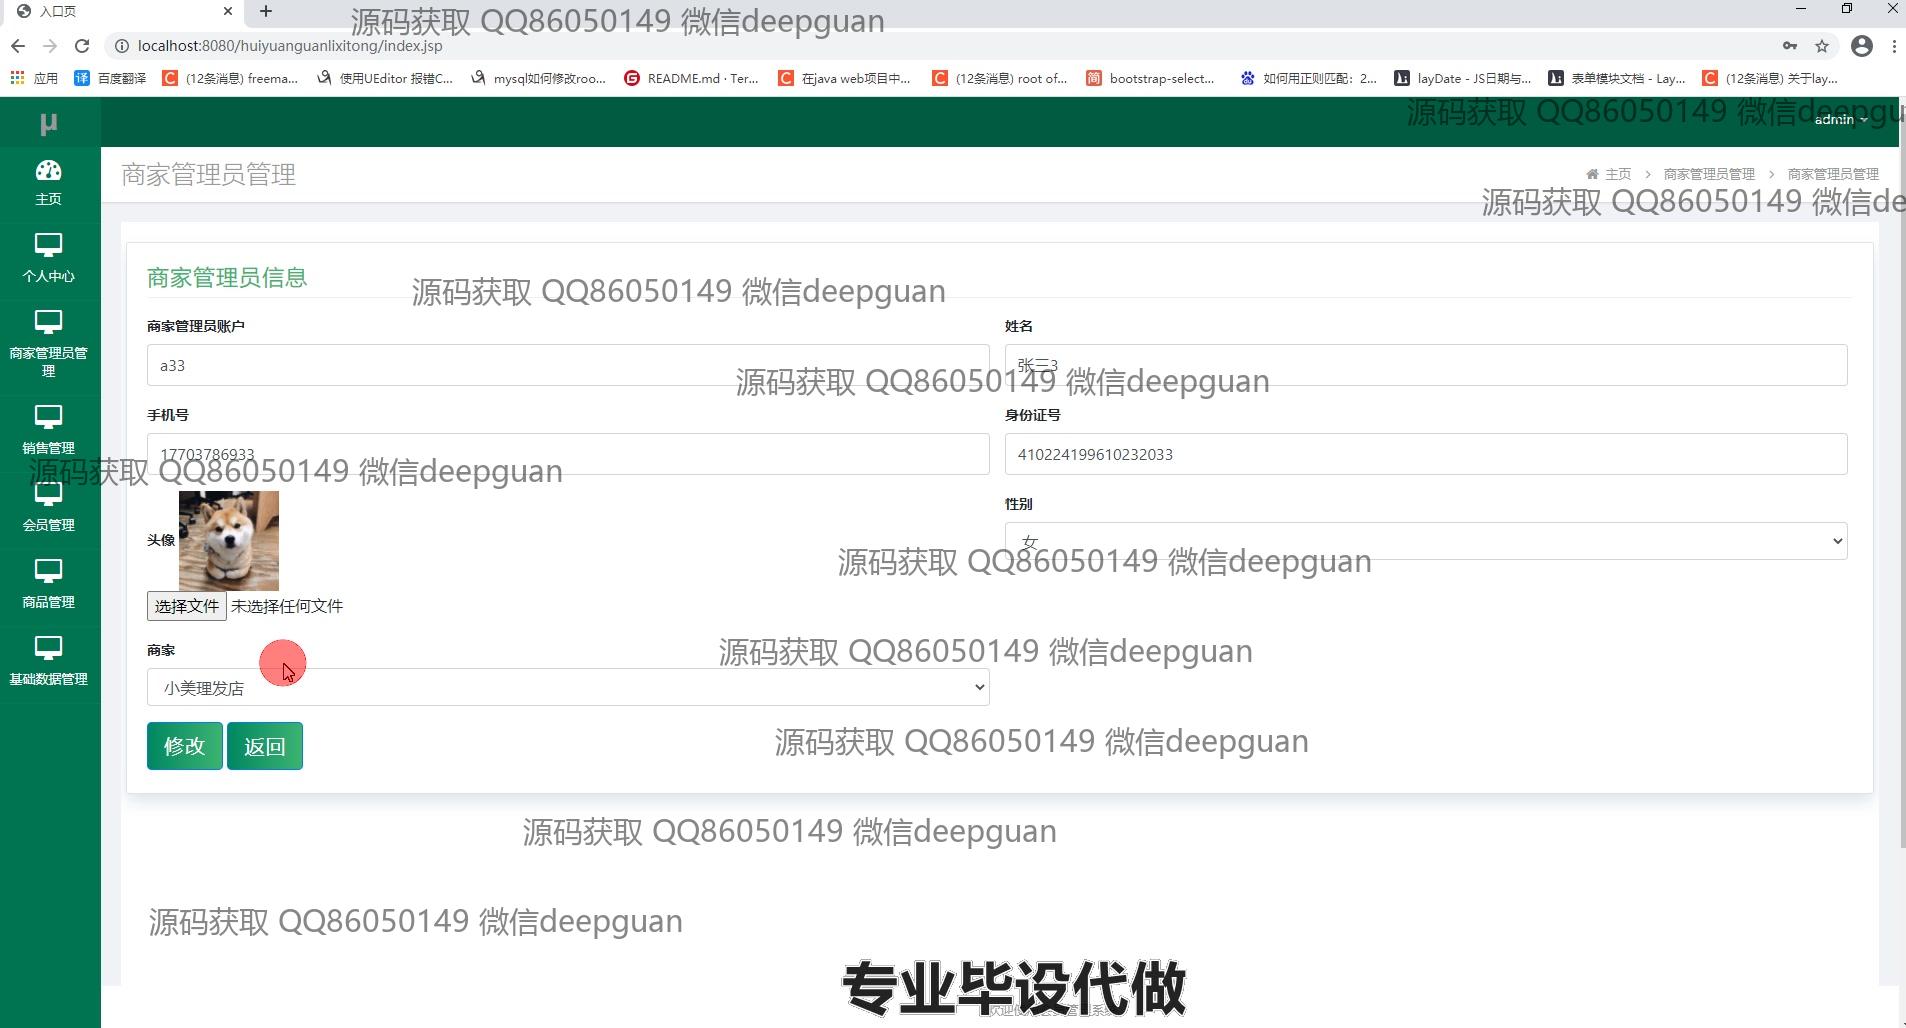 入口页
源码获取 QQ86050149 微信deepguan
localhost:8080/huiyuanguanlixitong/index.jsp
应用
百度翻译
(12条消息) freema...
使用UEditor 报错C...
mysql如何修改roo...
README.md · Ter...
在java web项目中...
(12条消息) root of...
bootstrap-select...
如何用正则匹配：2...
layDate - JS日期与...
表单模块文档 - Lay...
(12条消息) 关于lay...
μ
源码获取 QQ86050149 微信deepgu
admin
主页
个人中心
商家管理员管
理
销售管理
会员管理
商品管理
基础数据管理
商家管理员管理
主页 > 商家管理员管理 > 商家管理员管理
源码获取 QQ86050149 微信de
商家管理员信息
源码获取 QQ86050149 微信deepguan
商家管理员账户
姓名
a33
张三3
源码获取 QQ86050149 微信deepguan
手机号
身份证号
17703786933
410224199610232033
源码获取 QQ86050149 微信deepguan
头像
性别
女
源码获取 QQ86050149 微信deepguan
选择文件 未选择任何文件
商家
源码获取 QQ86050149 微信deepguan
小美理发店
修改 返回
源码获取 QQ86050149 微信deepguan
源码获取 QQ86050149 微信deepguan
源码获取 QQ86050149 微信deepguan
专业毕设代做